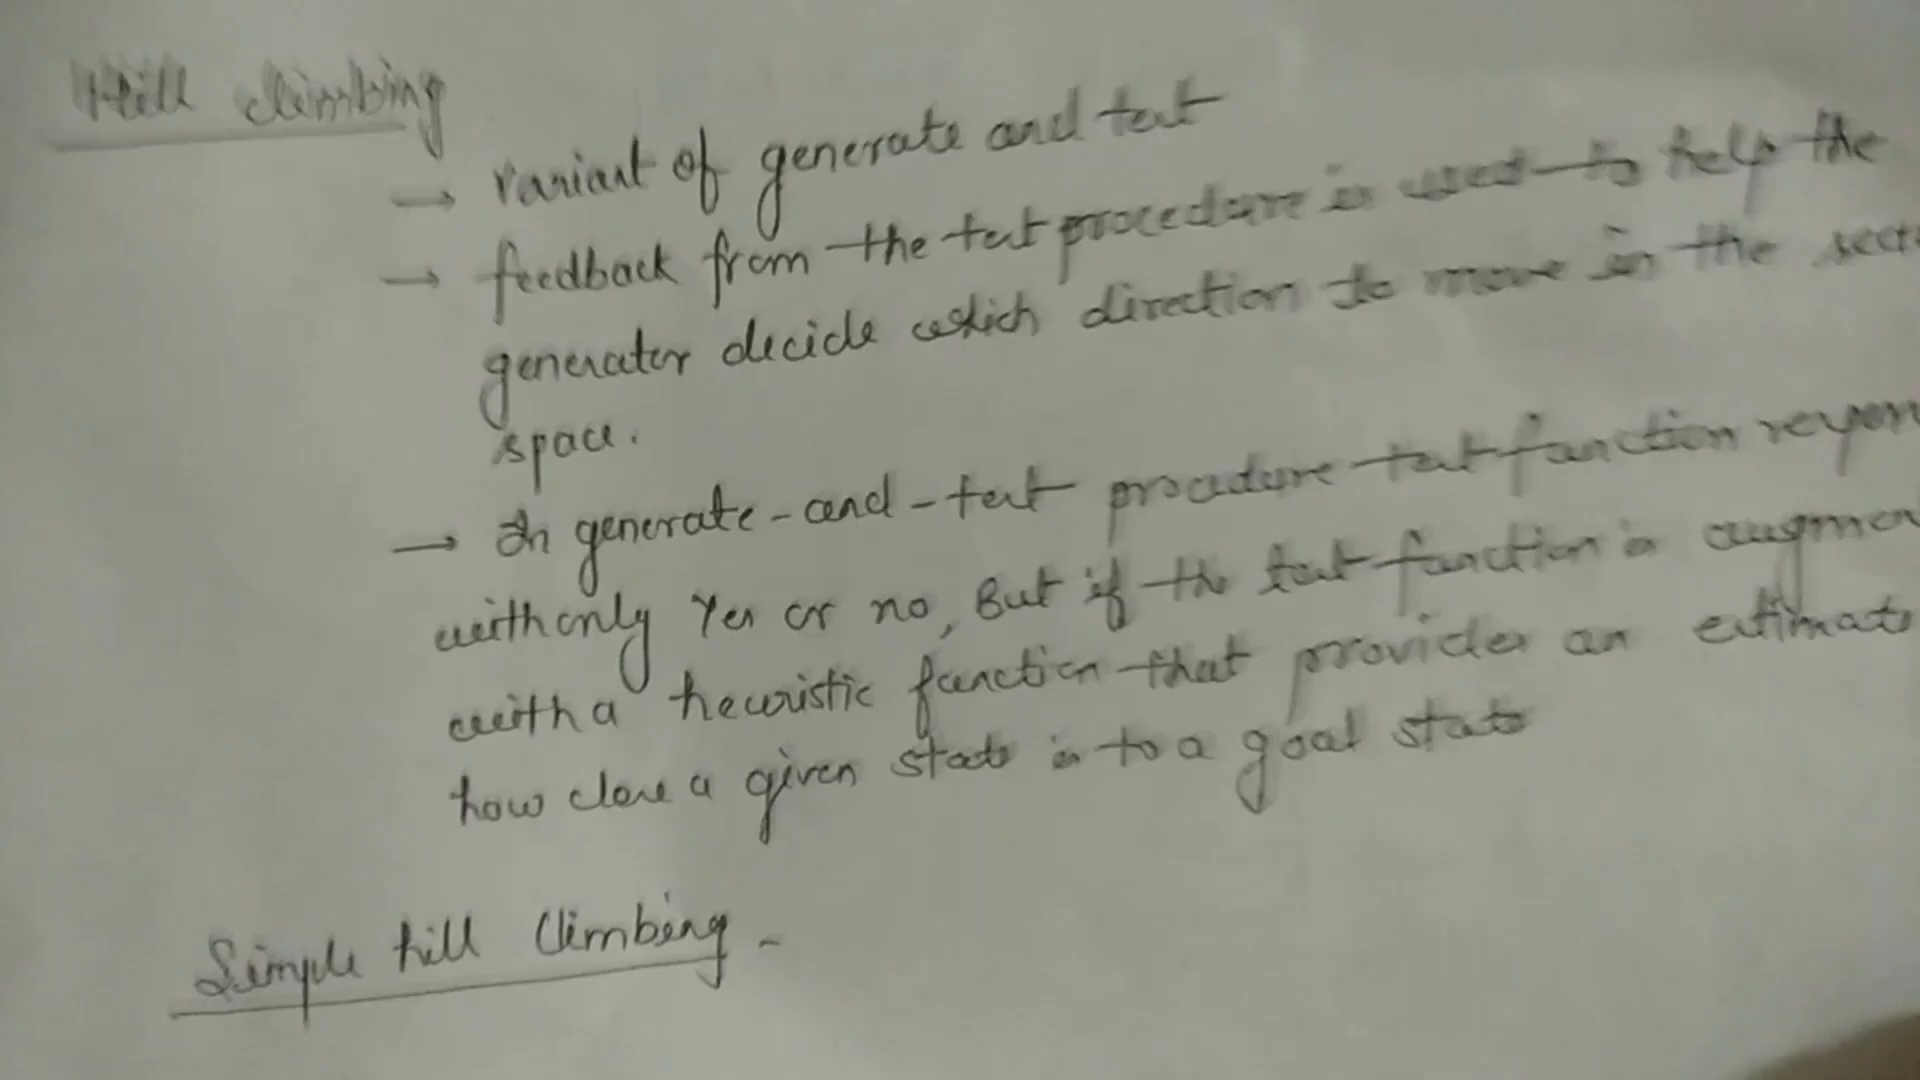 Hill climbing
→ variant of generate and test
→ feedback from the test procedure is used to help the
generator decide which direction to move in the
space.
→ In generate-and-test procedure test function
with only Yes or no, But if the test function is
with a heuristic function that provides an estimate
how close a given state is to a goal state
Simple hill Climbing -